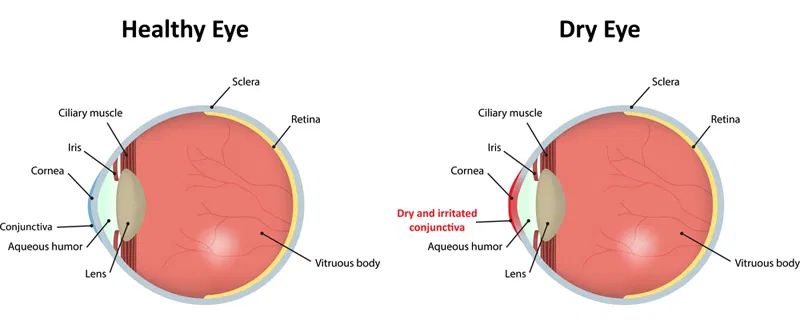 Healthy Eye
Sclera
Ciliary muscle
Retina
Iris
Cornea
Conjunctiva
Aqueous humor
Lens
Vitruous body
Dry Eye
Sclera
Ciliary muscle
Retina
Iris
Cornea
Dry and irritated
conjunctiva
Aqueous humor
Lens
Vitruous body